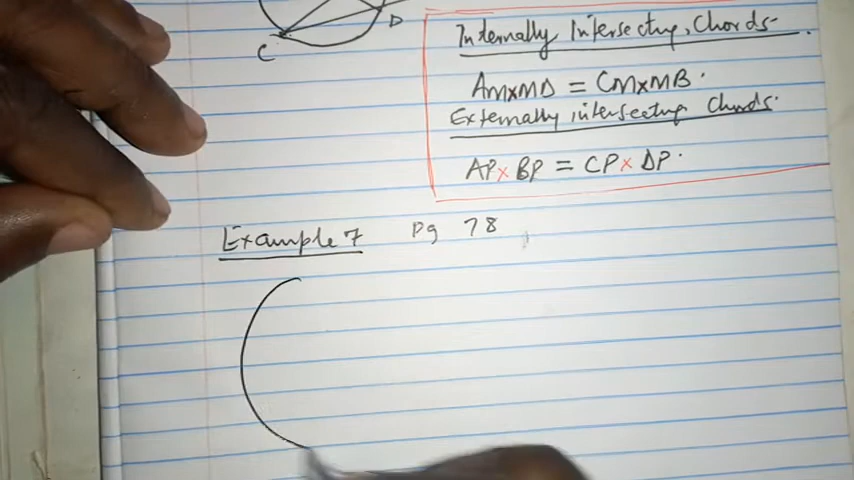 C
D
Internally Intersecting, Chords.
AM×MD = CM×MB.
Externally intersecting chords.
AP×BP = CP×DP.
Example 7 pg 78